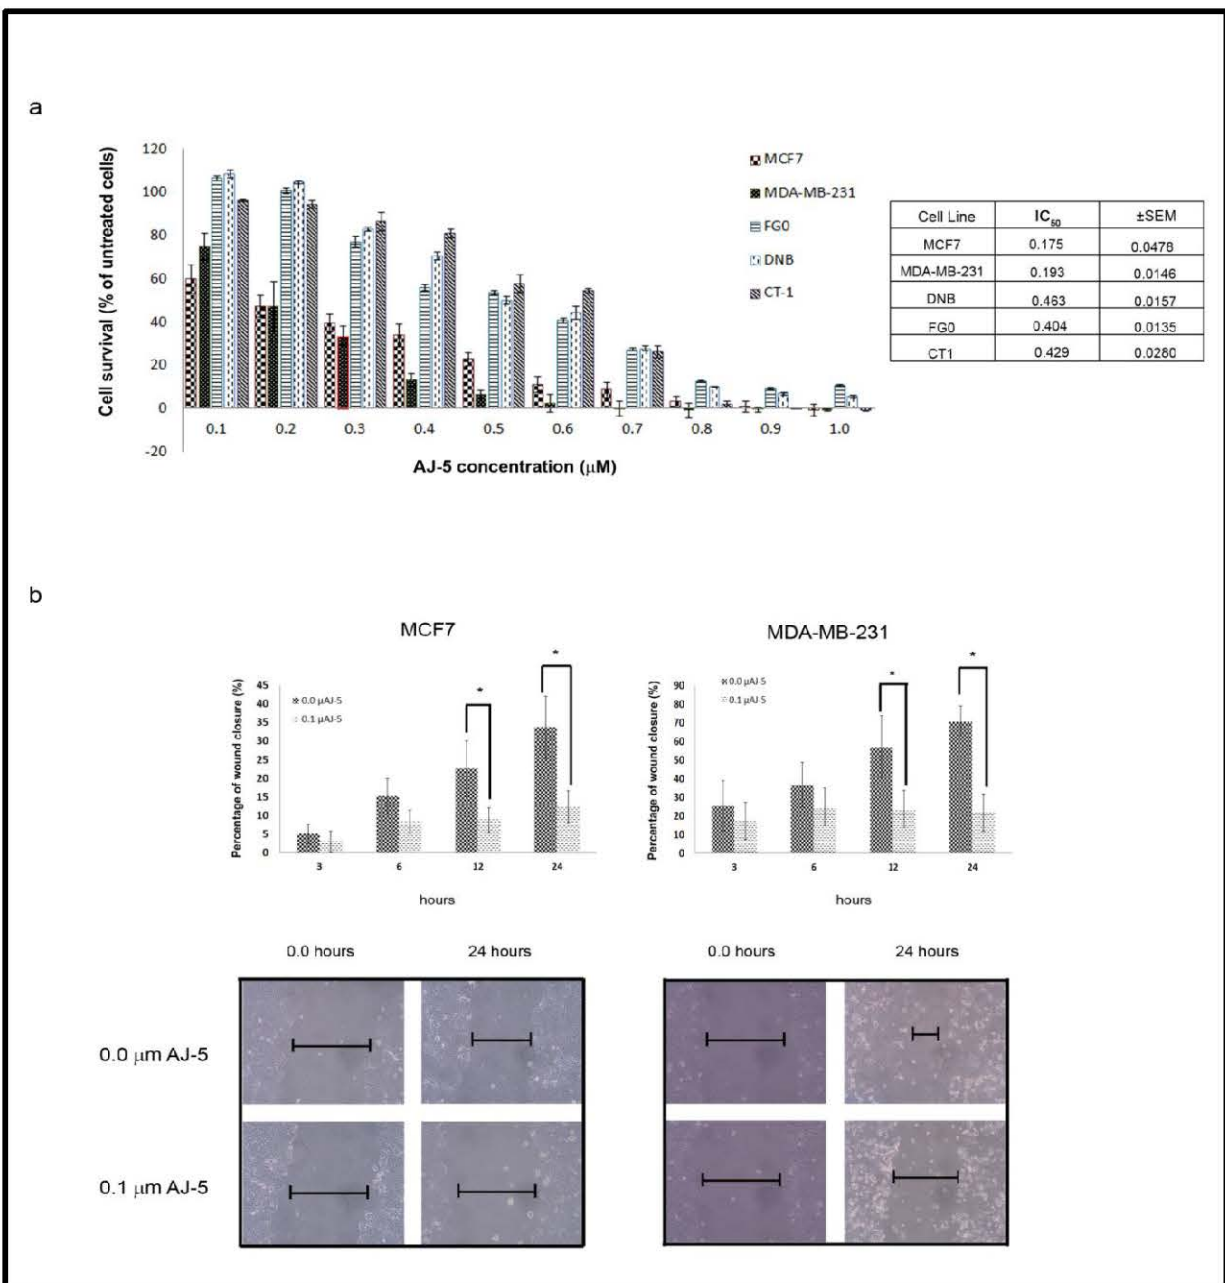 a
Cell survival (% of untreated cells)
120
100
80
60
40
20
0
-20
0.1 0.2 0.3 0.4 0.5 0.6 0.7 0.8 0.9 1.0
AJ-5 concentration (μM)
MCF7
MDA-MB-231
FG0
DNB
CT-1
Cell Line IC50 ±SEM
MCF7 0.175 0.0478
MDA-MB-231 0.193 0.0146
DNB 0.463 0.0157
FG0 0.404 0.0135
CT1 0.429 0.0280
b
MCF7
Percentage of wound closure (%)
45
40
35
30
25
20
15
10
5
0
0.0 μAJ-5
0.1 μAJ-5
* *
3 6 12 24
hours
MDA-MB-231
Percentage of wound closure (%)
90
80
70
60
50
40
30
20
10
0
0.0 μAJ-5
0.1 μAJ-5
* *
3 6 12 24
hours
0.0 hours 24 hours 0.0 hours 24 hours
0.0 μm AJ-5
0.1 μm AJ-5